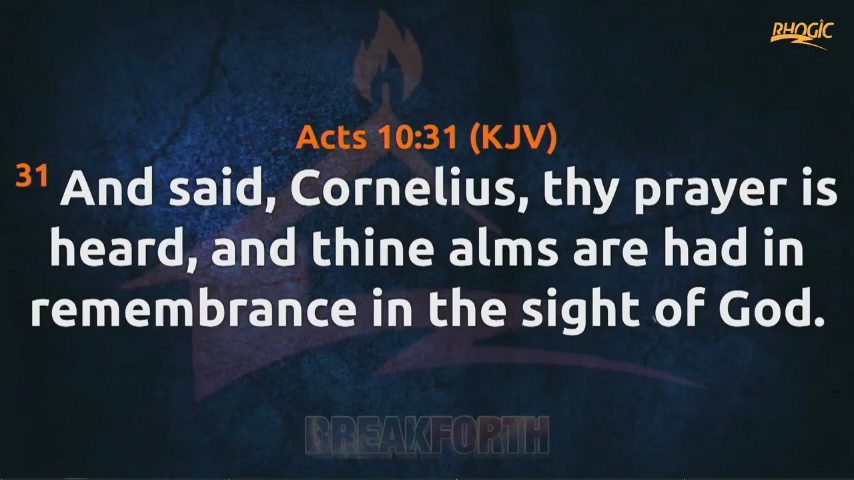 RHOGIC
Acts 10:31 (KJV)
31 And said, Cornelius, thy prayer is
heard, and thine alms are had in
remembrance in the sight of God.
BREAKFORTH